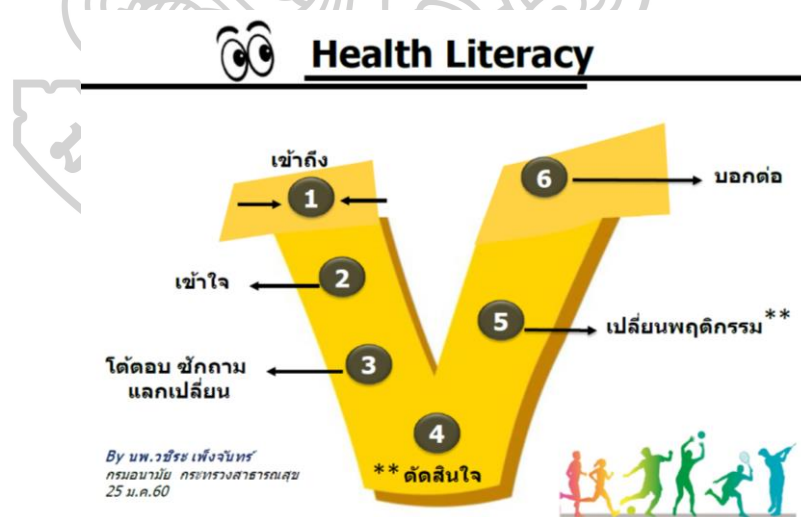 Health Literacy
เข้าถึง
1
6
บอกต่อ
2
เข้าใจ
5
เปลี่ยนพฤติกรรม**
3
โต้ตอบ ซักถาม
แลกเปลี่ยน
4
**ตัดสินใจ
By นพ.วชิระ เพ็งจันทร์
กรมอนามัย กระทรวงสาธารณสุข
25 ม.ค.60